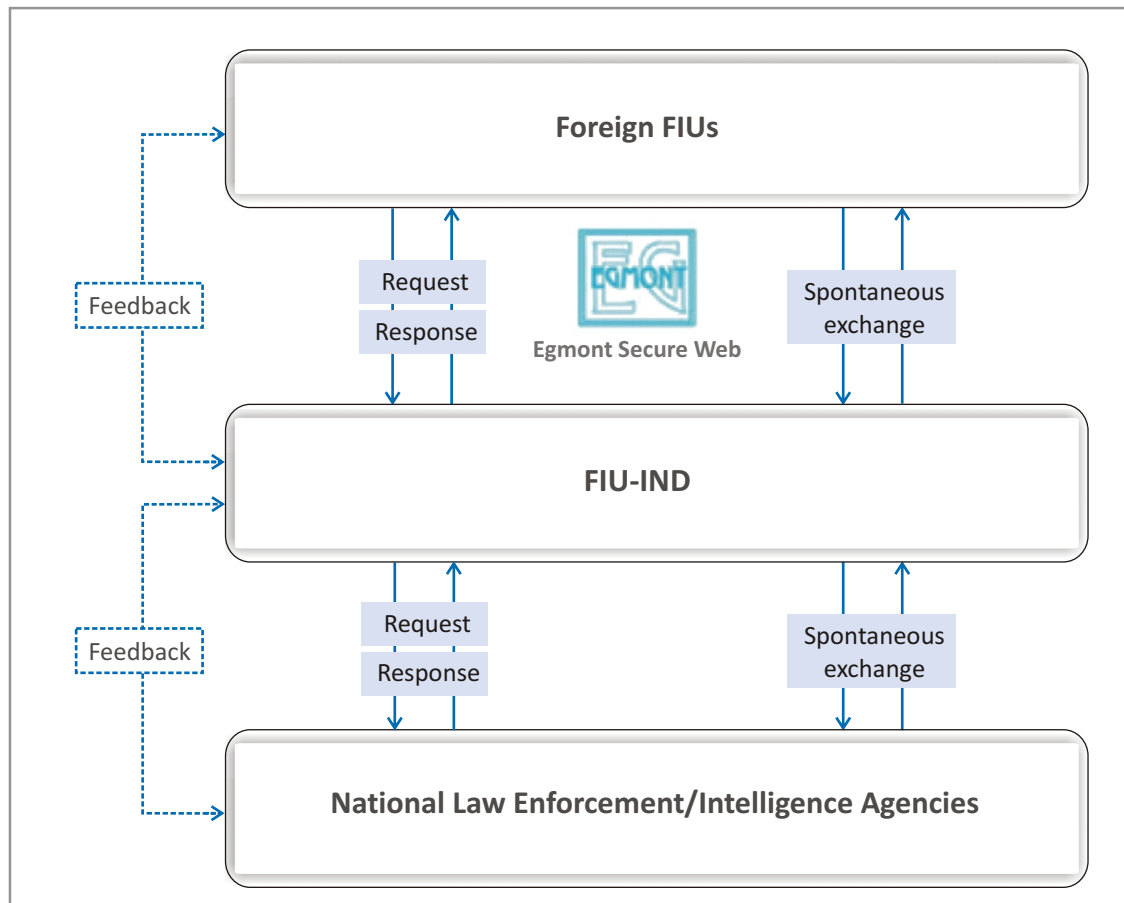 Foreign FIUs
Feedback
Request
Response
EG
EGMONT
Egmont Secure Web
Spontaneous
exchange
FIU-IND
Feedback
Request
Response
Spontaneous
exchange
National Law Enforcement/Intelligence Agencies